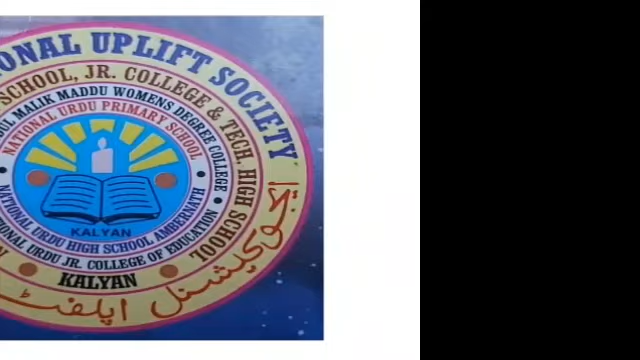 ONAL UPLIFT SOCIETY
SCHOOL, JR. COLLEGE & TECH. HIGH SCHOOL
MALIK MADDU WOMENS DEGREE COLLEGE
NATIONAL URDU PRIMARY SCHOOL
KALYAN
NATIONAL URDU HIGH SCHOOL AMBERNATH
URDU JR. COLLEGE OF EDUCATION
KALYAN
ایجوکیشنل اپلفٹ